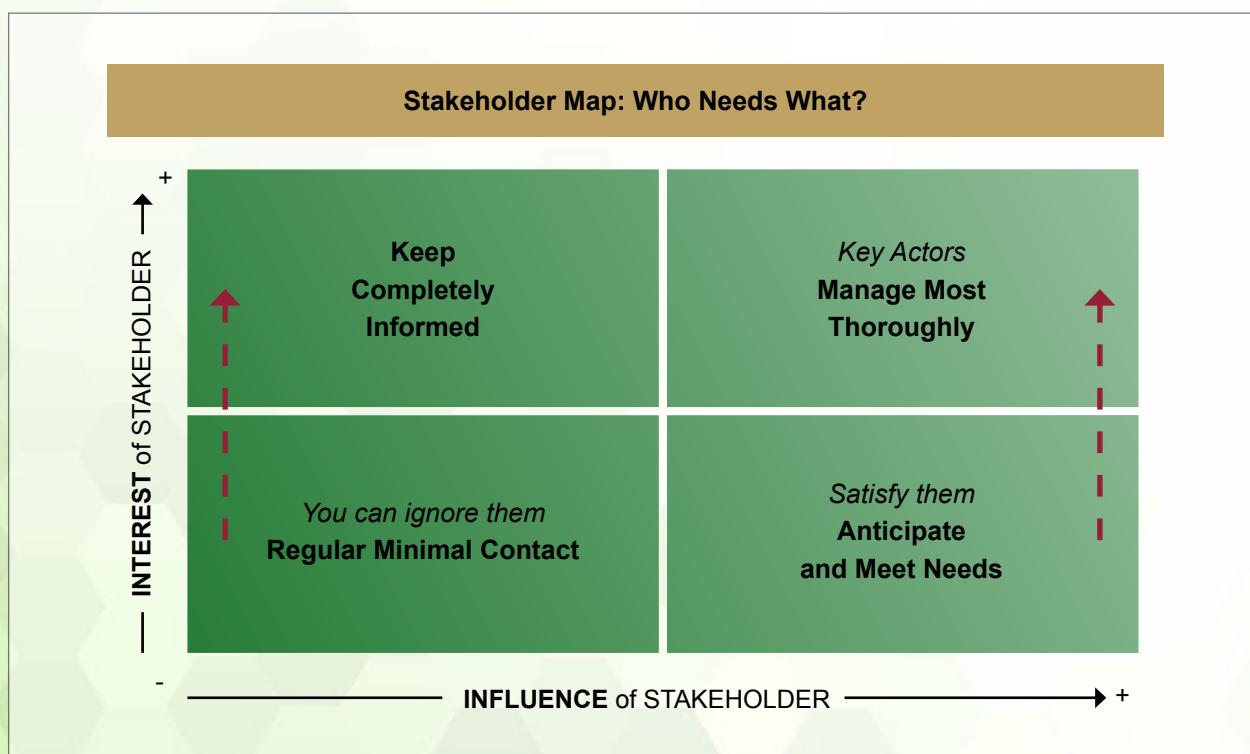 Stakeholder Map: Who Needs What?
+
INTEREST of STAKEHOLDER
Keep
Completely
Informed
Key Actors
Manage Most
Thoroughly
You can ignore them
Regular Minimal Contact
Satisfy them
Anticipate
and Meet Needs
-
INFLUENCE of STAKEHOLDER
+